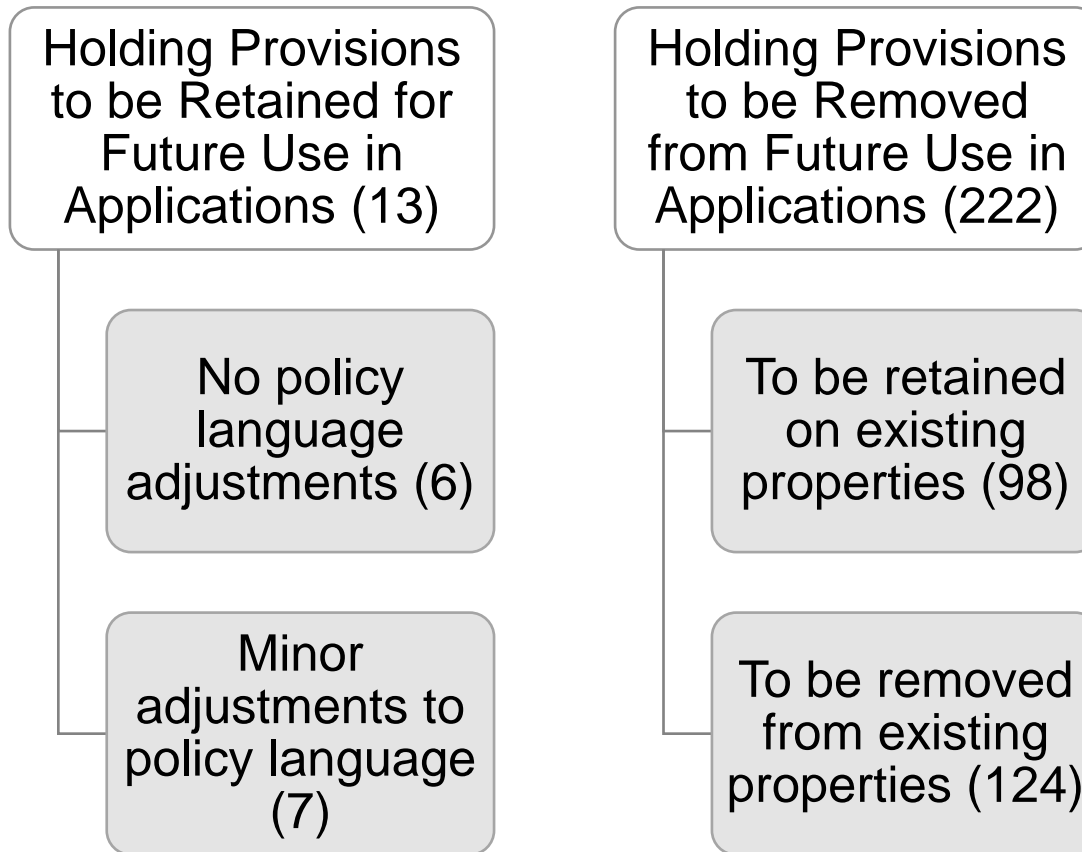 Holding Provisions
to be Retained for
Future Use in
Applications (13)
No policy
language
adjustments (6)
Minor
adjustments to
policy language
(7)
Holding Provisions
to be Removed
from Future Use in
Applications (222)
To be retained
on existing
properties (98)
To be removed
from existing
properties (124)